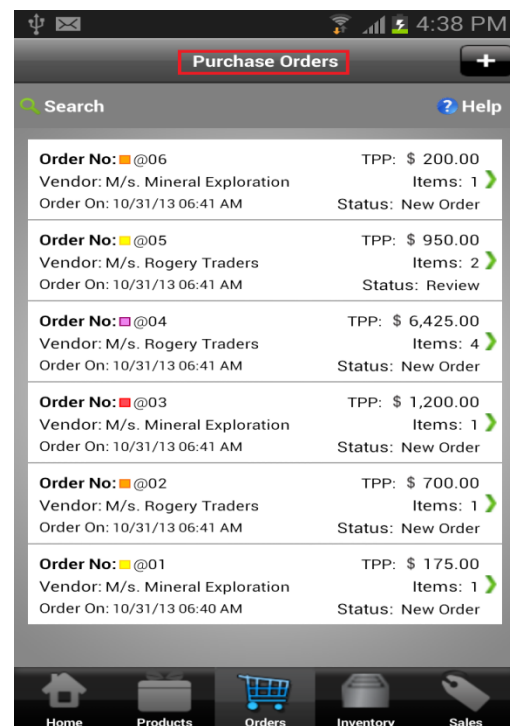 4:38 PM
Purchase Orders
+
Search
? Help
Order No: @06 TPP: $ 200.00
Vendor: M/s. Mineral Exploration Items: 1
Order On: 10/31/13 06:41 AM Status: New Order
Order No: @05 TPP: $ 950.00
Vendor: M/s. Rogery Traders Items: 2
Order On: 10/31/13 06:41 AM Status: Review
Order No: @04 TPP: $ 6,425.00
Vendor: M/s. Rogery Traders Items: 4
Order On: 10/31/13 06:41 AM Status: New Order
Order No: @03 TPP: $ 1,200.00
Vendor: M/s. Mineral Exploration Items: 1
Order On: 10/31/13 06:41 AM Status: New Order
Order No: @02 TPP: $ 700.00
Vendor: M/s. Rogery Traders Items: 1
Order On: 10/31/13 06:41 AM Status: New Order
Order No: @01 TPP: $ 175.00
Vendor: M/s. Mineral Exploration Items: 1
Order On: 10/31/13 06:40 AM Status: New Order
Home Products Orders Inventory Sales